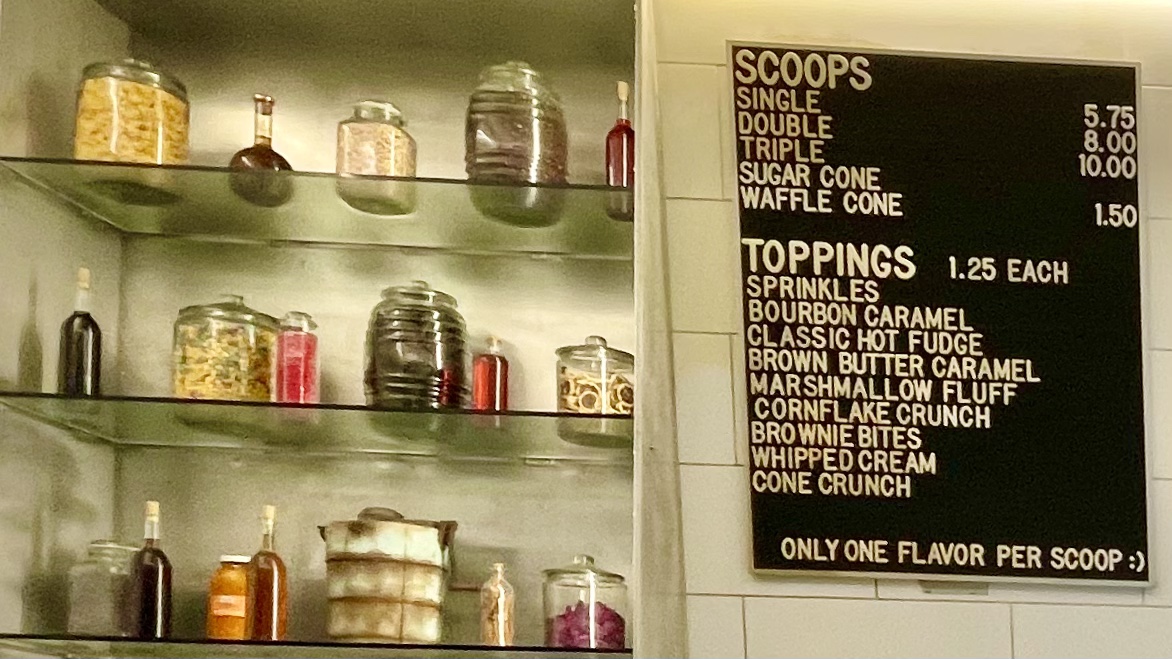 SCOOPS
SINGLE 5.75
DOUBLE 8.00
TRIPLE 10.00
SUGAR CONE
WAFFLE CONE 1.50
TOPPINGS 1.25 EACH
SPRINKLES
BOURBON CARAMEL
CLASSIC HOT FUDGE
BROWN BUTTER CARAMEL
MARSHMALLOW FLUFF
CORNFLAKE CRUNCH
BROWNIE BITES
WHIPPED CREAM
CONE CRUNCH
ONLY ONE FLAVOR PER SCOOP :)